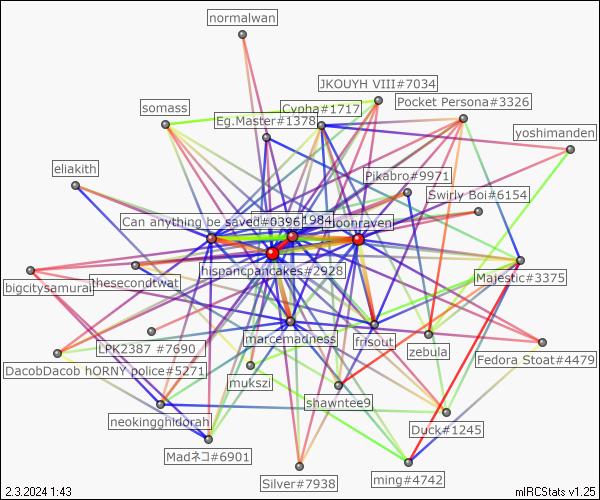 normalwan
JKOUYH VIII#7034
somass
Cypha#1717
Pocket Persona#3326
Eg.Master#1378
yoshimanden
eliakith
Pikabro#9971
Swirly Boi#6154
Can anything be saved#0396
1984
loonraven
hispancpancakes#2928
thesecondtwat
bigcitysamurai
Majestic#3375
marcemadness
frisout
LPK2387 #7690
zebula
Fedora Stoat#4479
DacobDacob hORNY police#5271
mukszi
shawntee9
neokingghidorah
Duck#1245
Madネコ#6901
Silver#7938
ming#4742
2.3.2024 1:43
mIRCStats v1.25